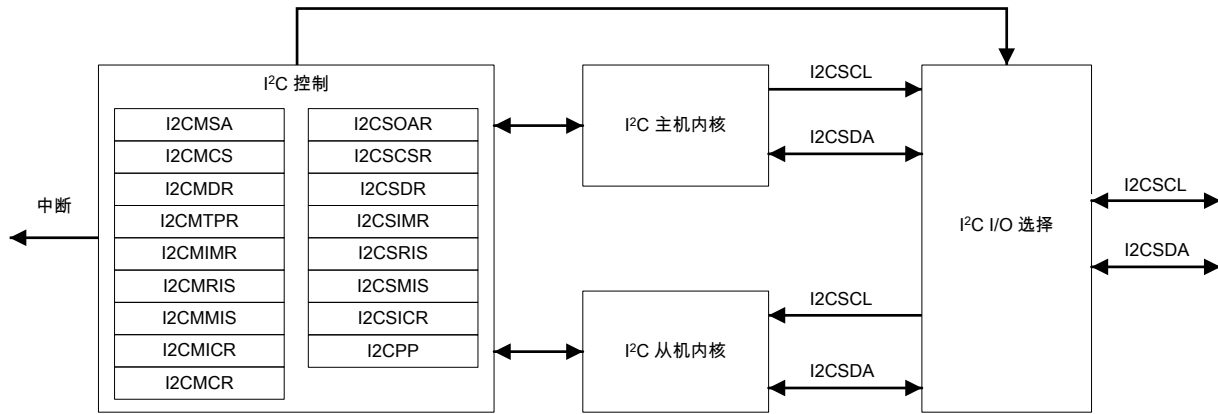 I²C 控制
I2CMSA
I2CMCS
I2CMDR
I2CMTPR
I2CMIMR
I2CMRIS
I2CMMIS
I2CMICR
I2CMCR
I2CSOAR
I2CSCSR
I2CSDR
I2CSIMR
I2CSRIS
I2CSMIS
I2CSICR
I2CPP
中断
I²C 主机内核
I2CSCL
I2CSDA
I²C 从机内核
I2CSCL
I2CSDA
I²C I/O 选择
I2CSCL
I2CSDA